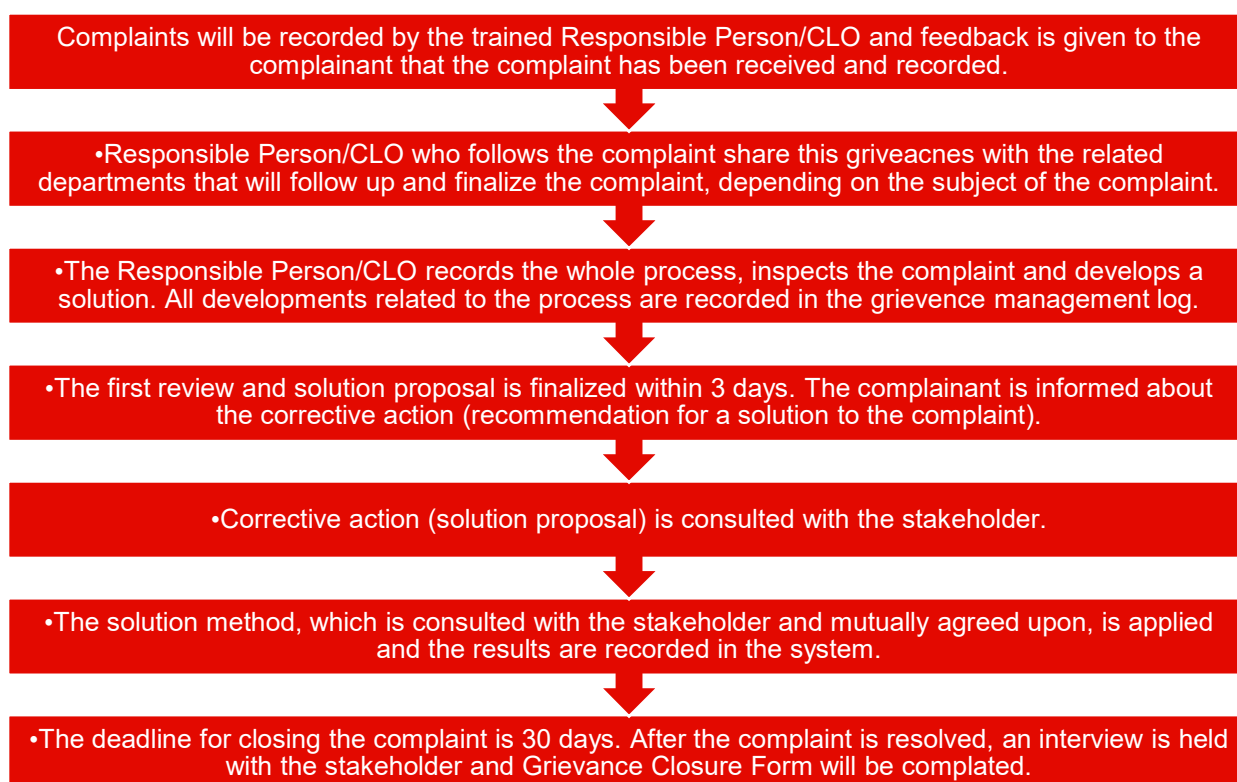 Complaints will be recorded by the trained Responsible Person/CLO and feedback is given to the
complainant that the complaint has been received and recorded.
•Responsible Person/CLO who follows the complaint share this griveacnes with the related
departments that will follow up and finalize the complaint, depending on the subject of the complaint.
•The Responsible Person/CLO records the whole process, inspects the complaint and develops a
solution. All developments related to the process are recorded in the grievence management log.
•The first review and solution proposal is finalized within 3 days. The complainant is informed about
the corrective action (recommendation for a solution to the complaint).
•Corrective action (solution proposal) is consulted with the stakeholder.
•The solution method, which is consulted with the stakeholder and mutually agreed upon, is applied
and the results are recorded in the system.
•The deadline for closing the complaint is 30 days. After the complaint is resolved, an interview is held
with the stakeholder and Grievance Closure Form will be complated.